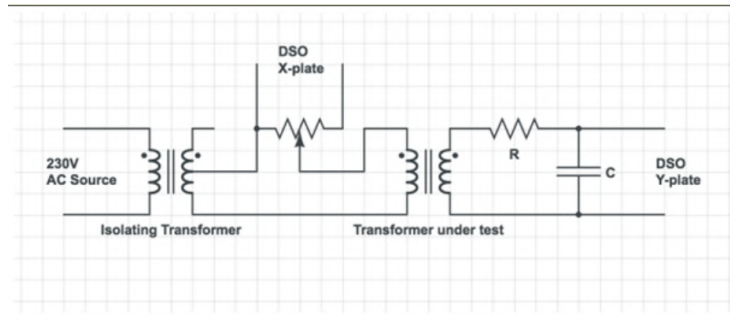 DSO
X-plate
230V
AC Source
R
C
DSO
Y-plate
Isolating Transformer
Transformer under test